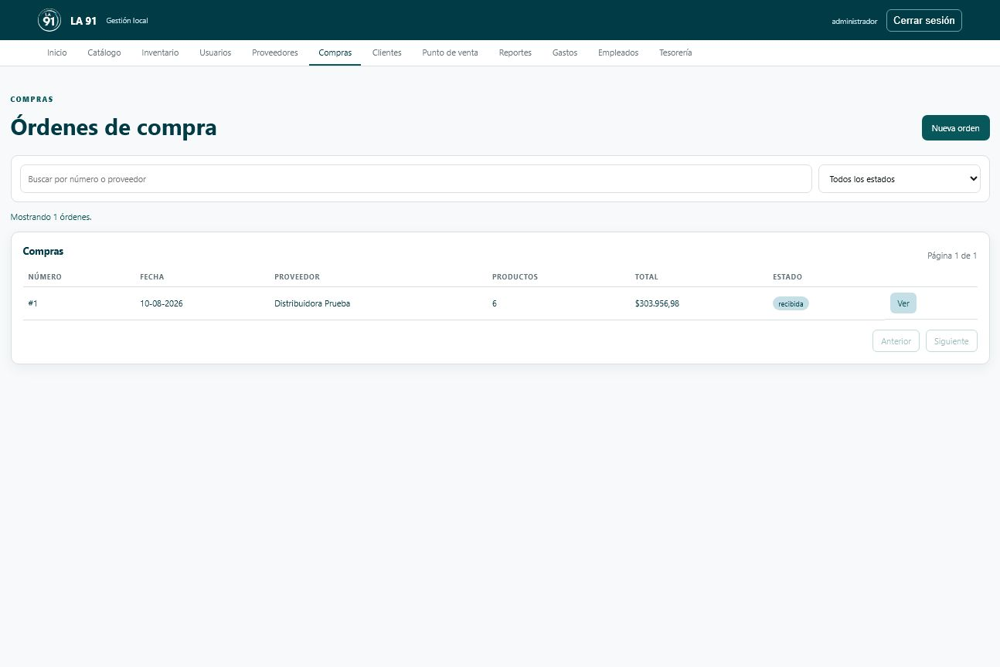 LA
91
LA 91 Gestión local administrador Cerrar sesión
Inicio Catálogo Inventario Usuarios Proveedores Compras Clientes Punto de venta Reportes Gastos Empleados Tesorería
COMPRAS
Órdenes de compra
Nueva orden
Buscar por número o proveedor Todos los estados
Mostrando 1 órdenes.
Compras
Página 1 de 1
NÚMERO FECHA PROVEEDOR PRODUCTOS TOTAL ESTADO
#1 10-08-2026 Distribuidora Prueba 6 $303.956,98 recibida Ver
Anterior Siguiente